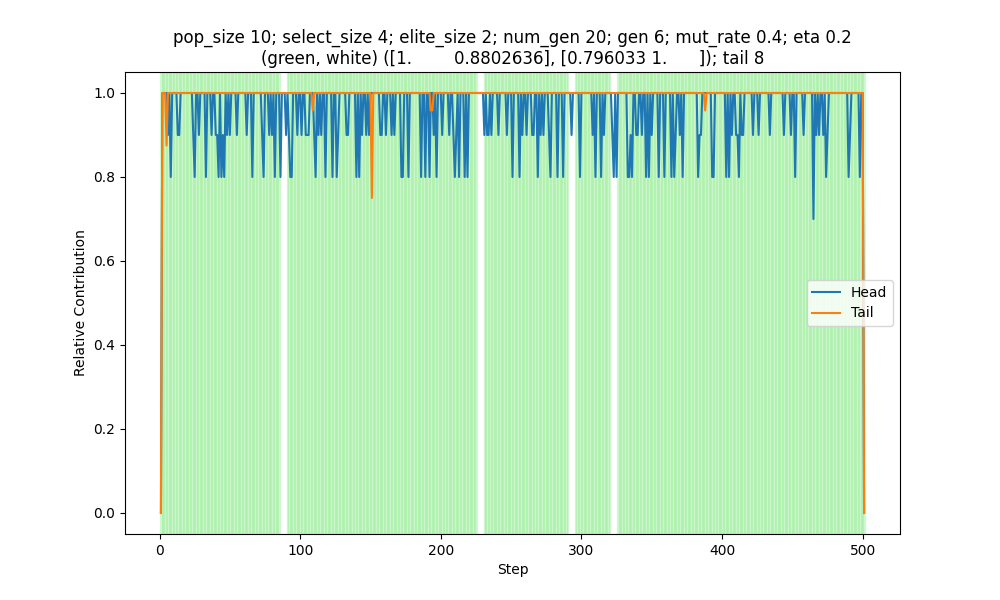 pop_size 10; select_size 4; elite_size 2; num_gen 20; gen 6; mut_rate 0.4; eta 0.2
(green, white) ([1.         0.8802636], [0.796033 1.       ]); tail 8
1.0
0.8
0.6
0.4
0.2
0.0
Relative Contribution
Head
Tail
0
100
200
300
400
500
Step